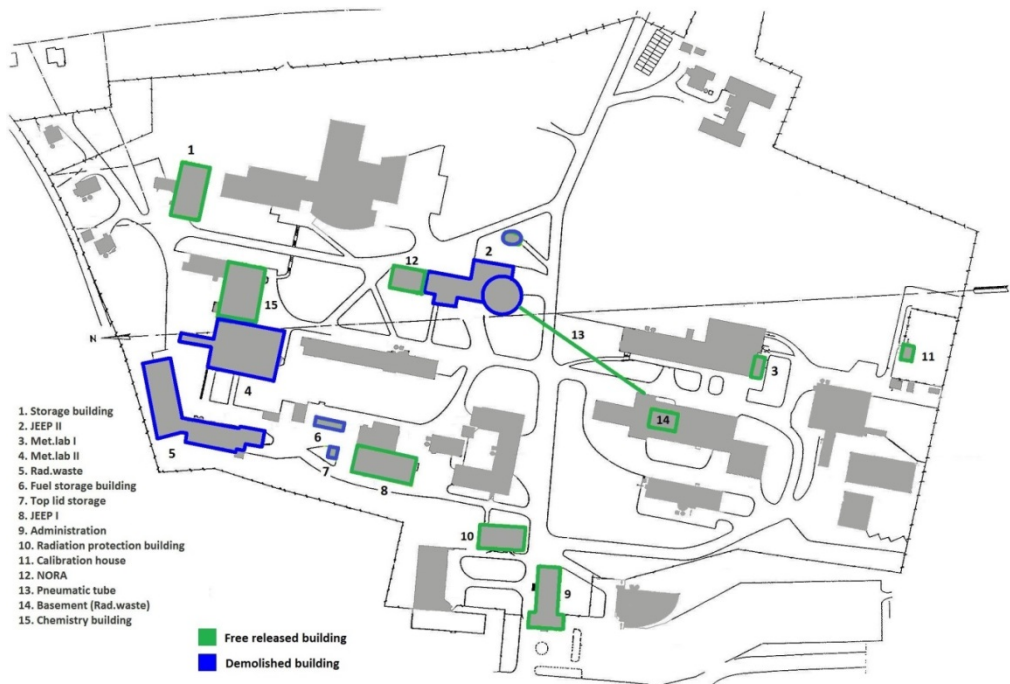 1
2
12
15
13
N
11
3
4
14
6
5
7
8
10
9
1. Storage building
2. JEEP II
3. Met.lab I
4. Met.lab II
5. Rad.waste
6. Fuel storage building
7. Top lid storage
8. JEEP I
9. Administration
10. Radiation protection building
11. Calibration house
12. NORA
13. Pneumatic tube
14. Basement (Rad.waste)
15. Chemistry building
Free released building
Demolished building